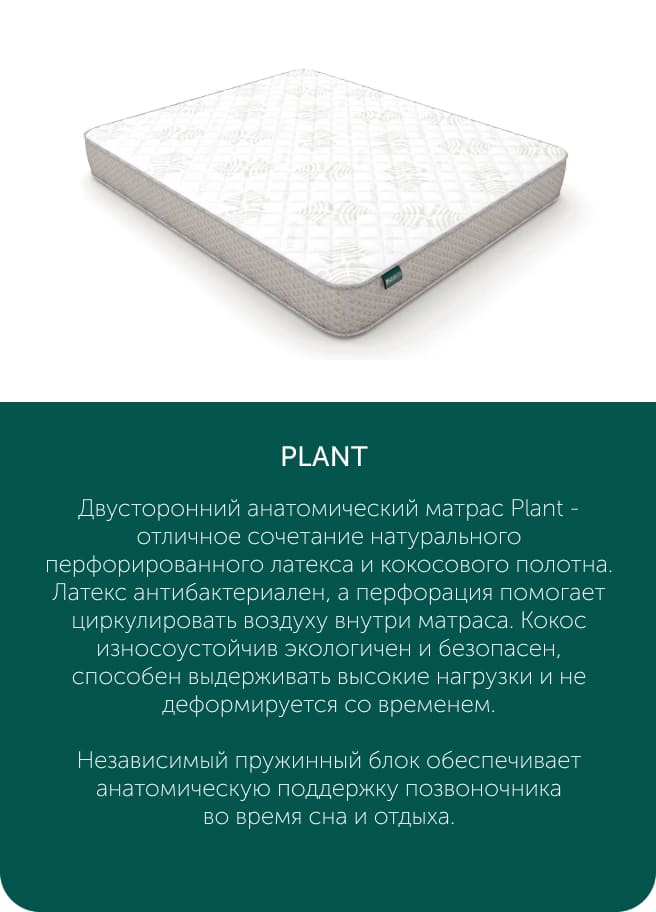 PLANT
Двусторонний анатомический матрас Plant -
отличное сочетание натурального
перфорированного латекса и кокосового полотна.
Латекс антибактериален, а перфорация помогает
циркулировать воздуху внутри матраса. Кокос
износоустойчив экологичен и безопасен,
способен выдерживать высокие нагрузки и не
деформируется со временем.
Независимый пружинный блок обеспечивает
анатомическую поддержку позвоночника
во время сна и отдыха.